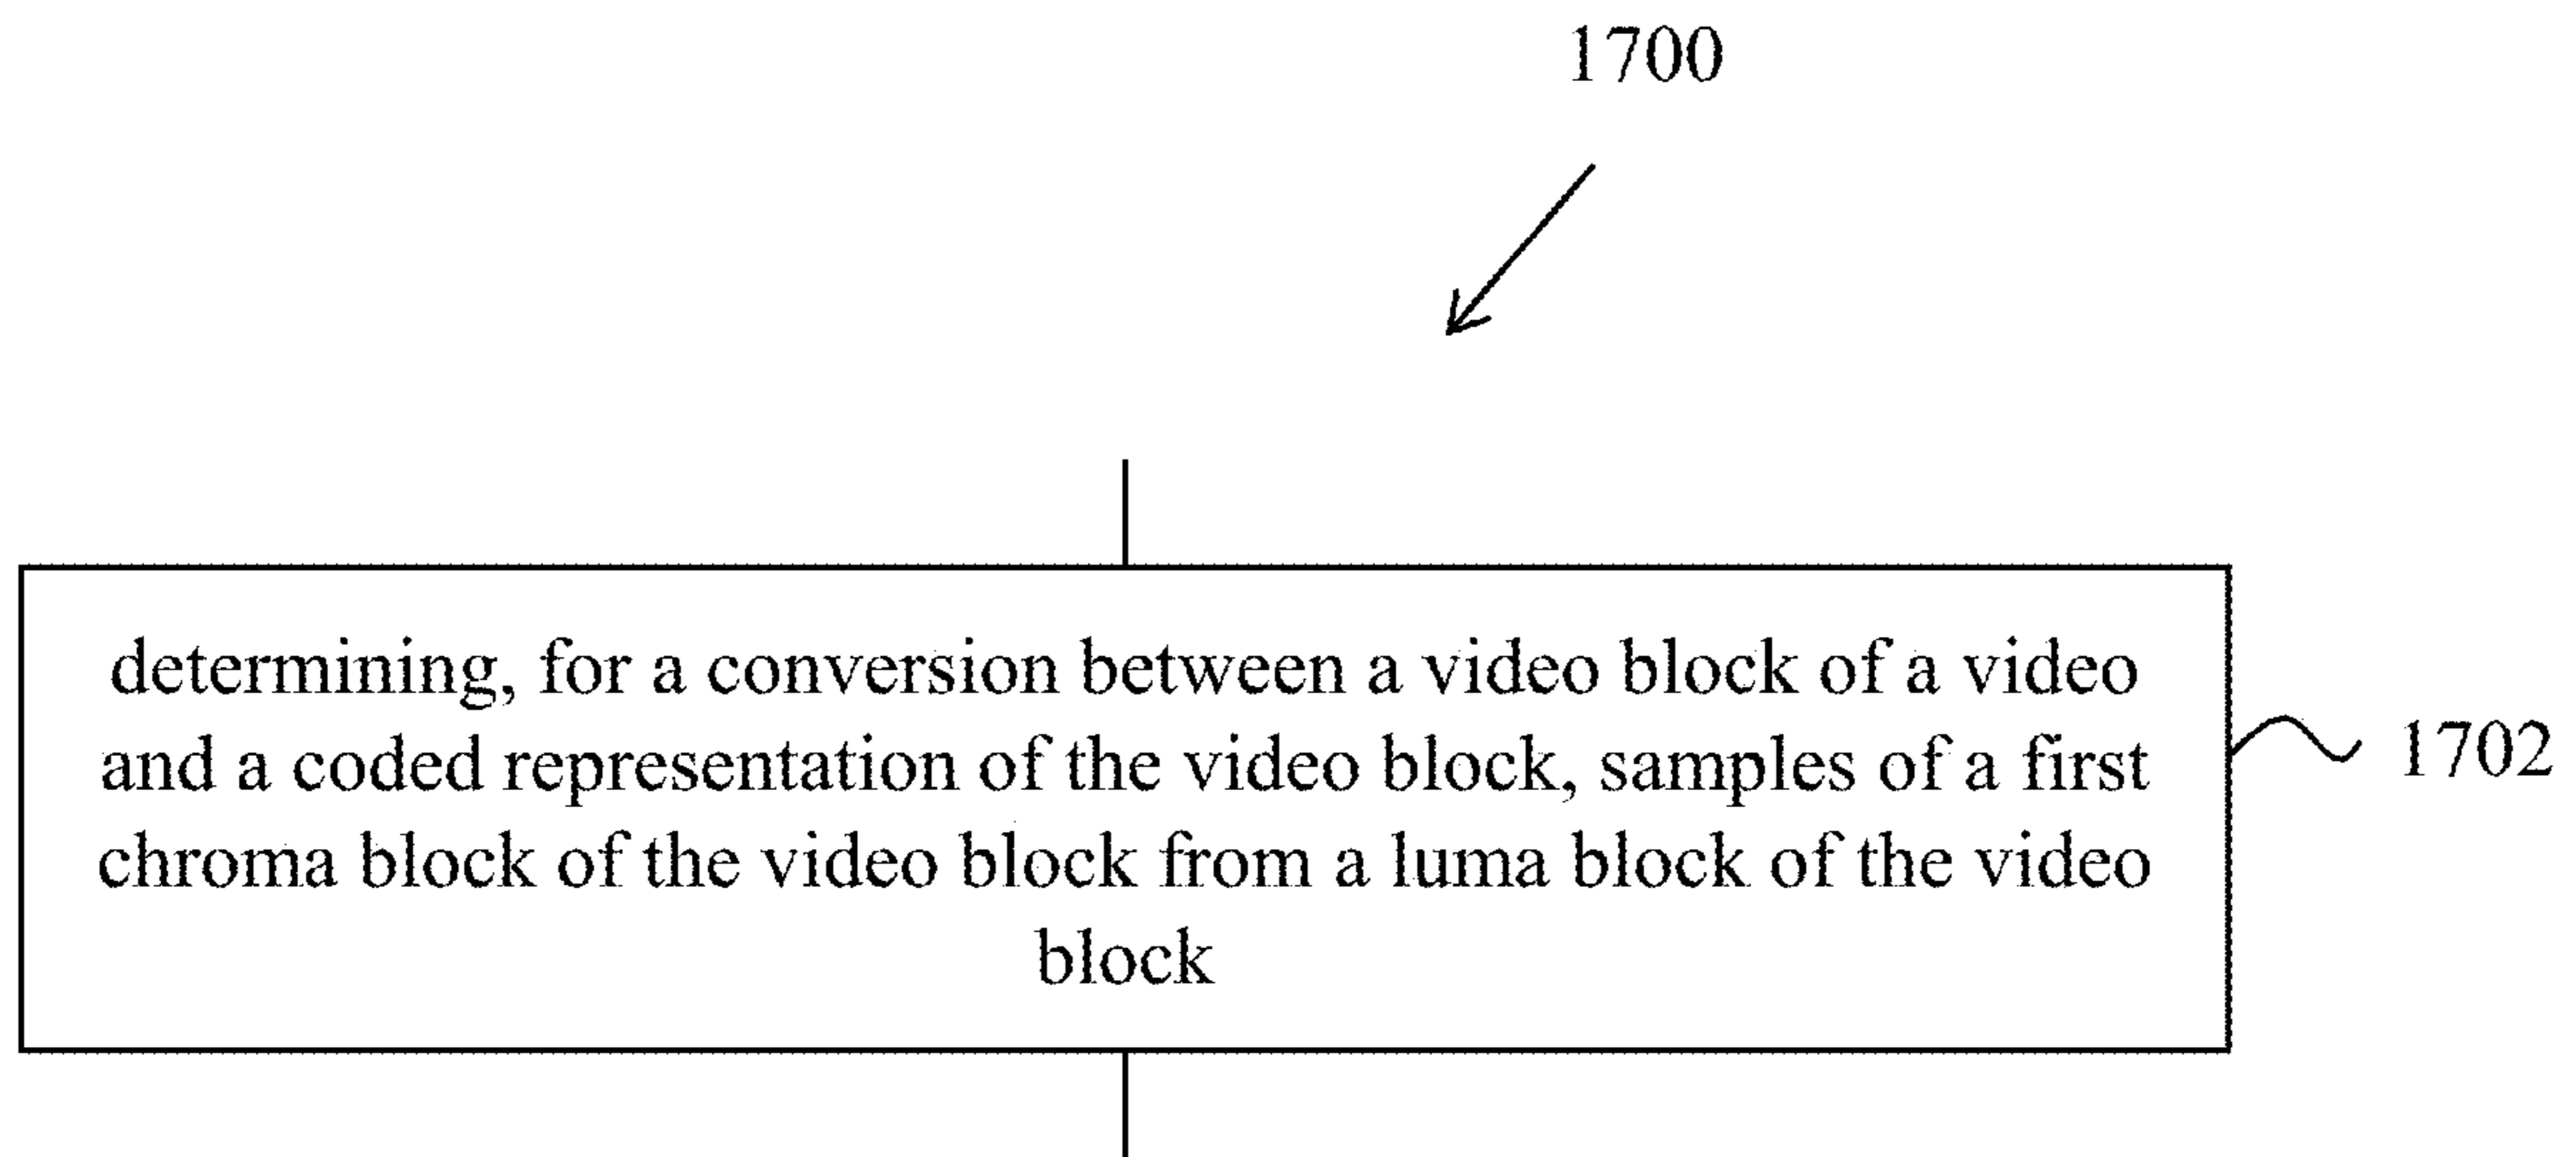 1700
determining, for a conversion between a video block of a video
and a coded representation of the video block, samples of a first
chroma block of the video block from a luma block of the video
block
1702